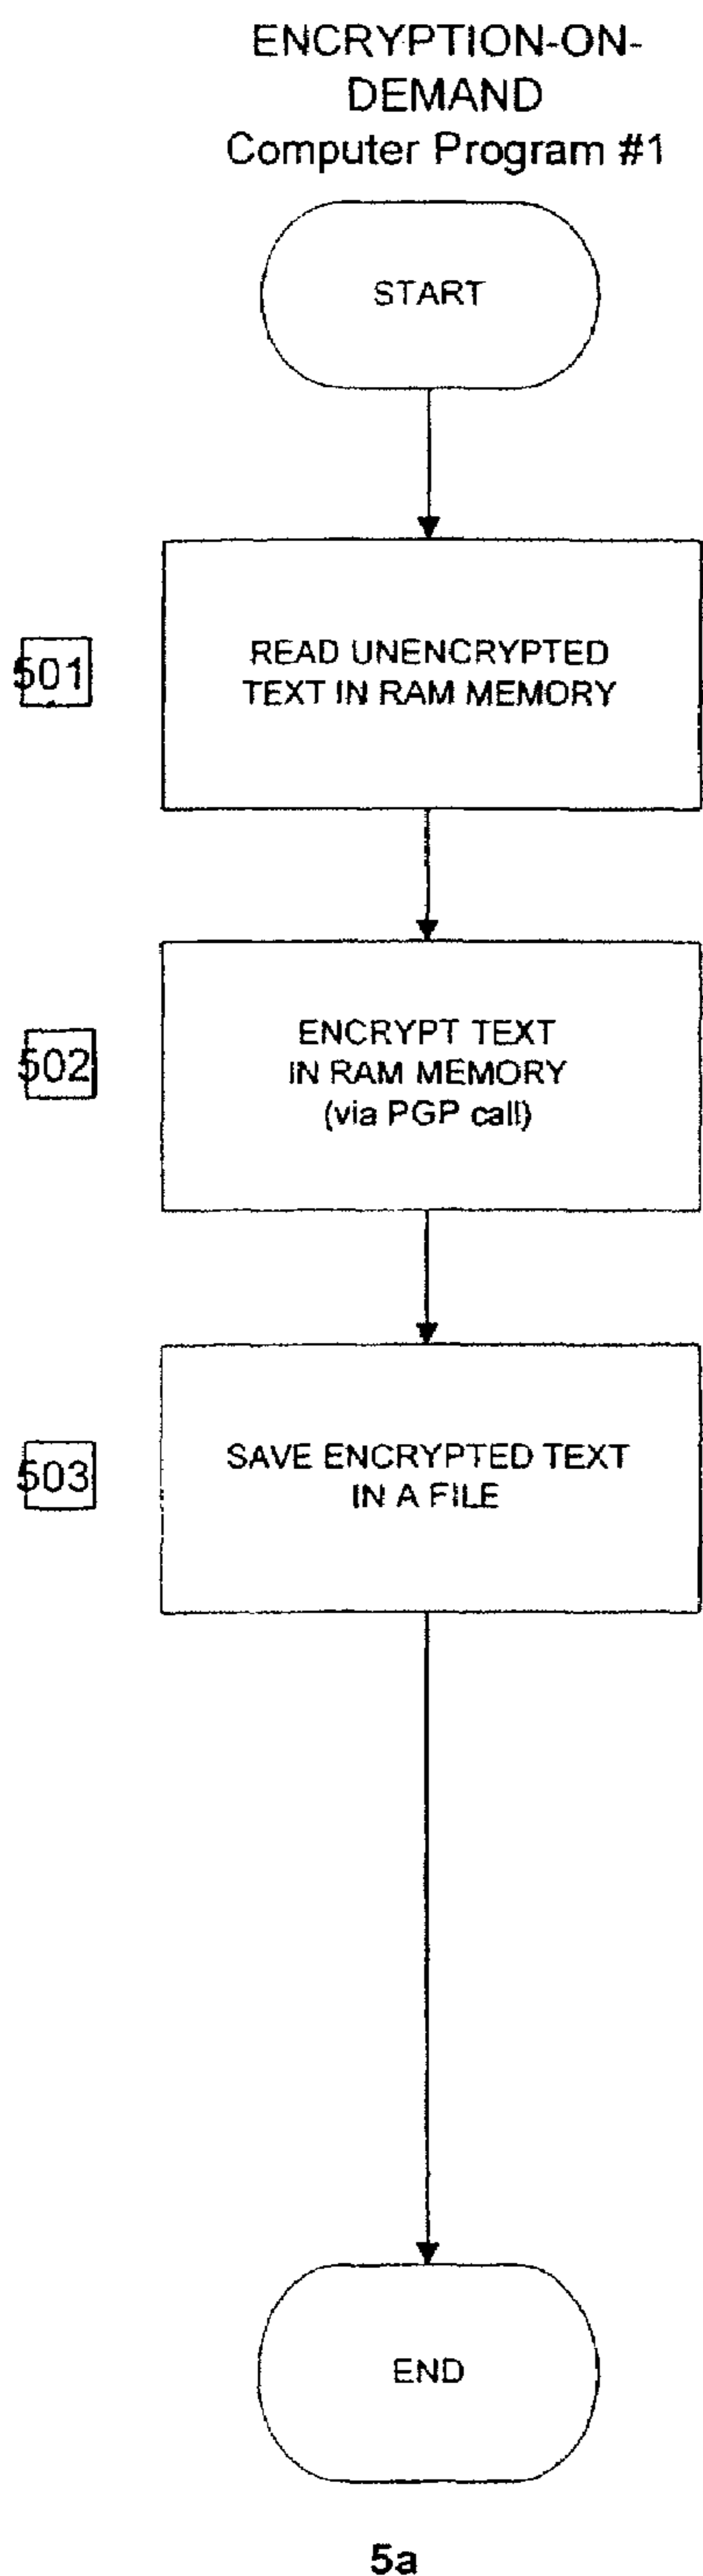 ENCRYPTION-ON-
DEMAND
Computer Program #1
START
501
READ UNENCRYPTED
TEXT IN RAM MEMORY
502
ENCRYPT TEXT
IN RAM MEMORY
(via PGP call)
503
SAVE ENCRYPTED TEXT
IN A FILE
END
5a